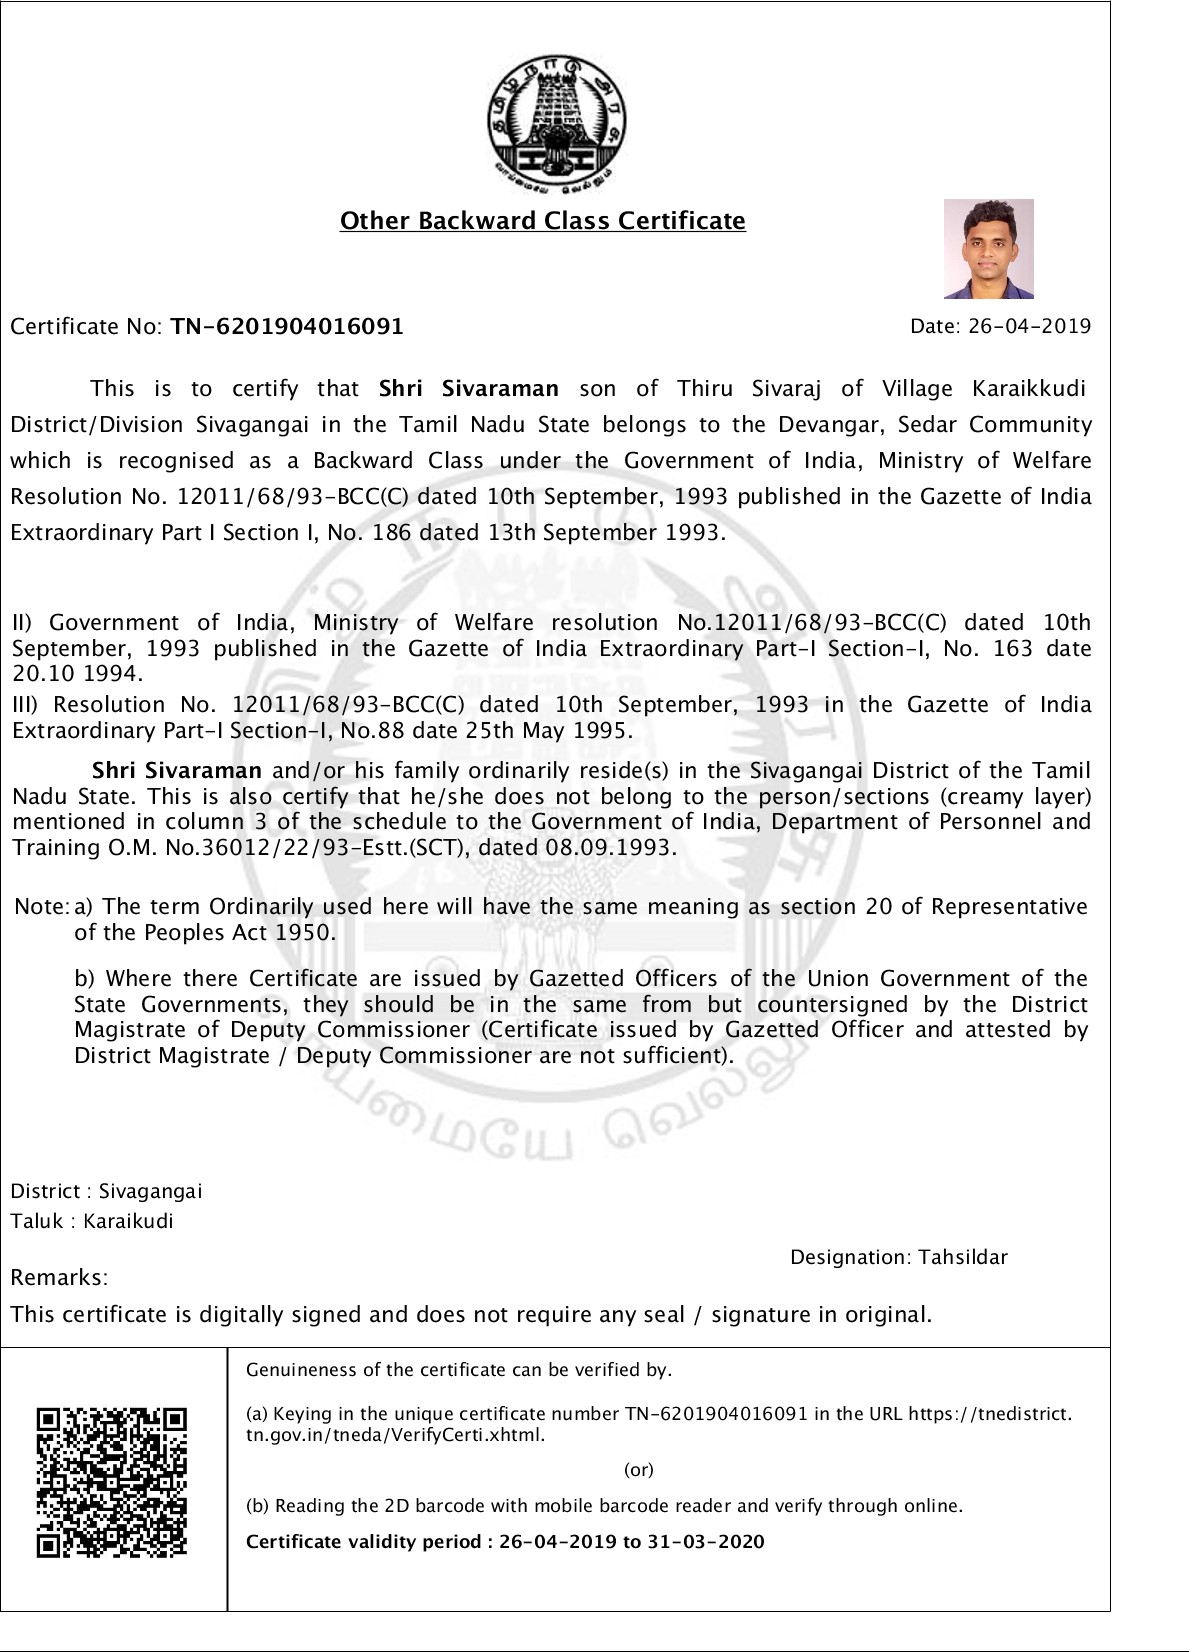 தமிழ் நாடு அரசு
வாய்மையே வெல்லும்
Other Backward Class Certificate
Certificate No: TN-6201904016091
Date: 26-04-2019
This is to certify that Shri Sivaraman son of Thiru Sivaraj of Village Karaikkudi
District/Division Sivagangai in the Tamil Nadu State belongs to the Devangar, Sedar Community
which is recognised as a Backward Class under the Government of India, Ministry of Welfare
Resolution No. 12011/68/93-BCC(C) dated 10th September, 1993 published in the Gazette of India
Extraordinary Part I Section I, No. 186 dated 13th September 1993.
II) Government of India, Ministry of Welfare resolution No.12011/68/93-BCC(C) dated 10th
September, 1993 published in the Gazette of India Extraordinary Part-I Section-I, No. 163 date
20.10 1994.
III) Resolution No. 12011/68/93-BCC(C) dated 10th September, 1993 in the Gazette of India
Extraordinary Part-I Section-I, No.88 date 25th May 1995.
Shri Sivaraman and/or his family ordinarily reside(s) in the Sivagangai District of the Tamil
Nadu State. This is also certify that he/she does not belong to the person/sections (creamy layer)
mentioned in column 3 of the schedule to the Government of India, Department of Personnel and
Training O.M. No.36012/22/93-Estt.(SCT), dated 08.09.1993.
Note: a) The term Ordinarily used here will have the same meaning as section 20 of Representative
of the Peoples Act 1950.
b) Where there Certificate are issued by Gazetted Officers of the Union Government of the
State Governments, they should be in the same from but countersigned by the District
Magistrate of Deputy Commissioner (Certificate issued by Gazetted Officer and attested by
District Magistrate / Deputy Commissioner are not sufficient).
தமிழ் நாடு அரசு
வாய்மையே வெல்லும்
District : Sivagangai
Taluk : Karaikudi
Designation: Tahsildar
Remarks:
This certificate is digitally signed and does not require any seal / signature in original.
Genuineness of the certificate can be verified by.
(a) Keying in the unique certificate number TN-6201904016091 in the URL https://tnedistrict.
tn.gov.in/tneda/VerifyCerti.xhtml.
(or)
(b) Reading the 2D barcode with mobile barcode reader and verify through online.
Certificate validity period : 26-04-2019 to 31-03-2020